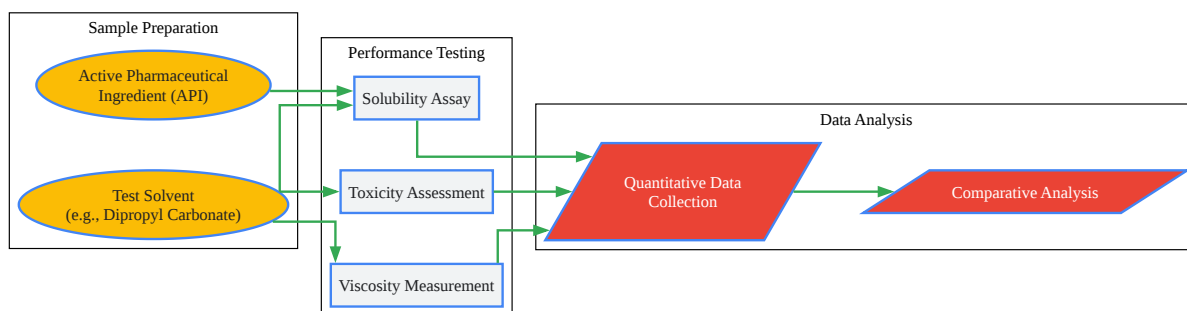 Sample Preparation
Active Pharmaceutical
Ingredient (API)
Test Solvent
(e.g., Dipropyl Carbonate)
Performance Testing
Solubility Assay
Toxicity Assessment
Viscosity Measurement
Data Analysis
Quantitative Data
Collection
Comparative Analysis